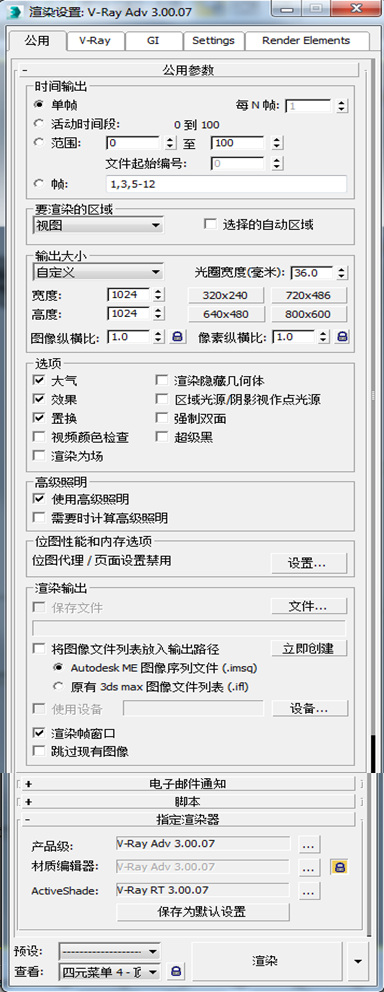 渲染设置: V-Ray Adv 3.00.07
公用 V-Ray GI Settings Render Elements
- 公用参数
时间输出
单帧 每 N 帧: 1
活动时间段: 0 到 100
范围: 0 至 100
文件起始编号: 0
帧: 1,3,5-12
要渲染的区域
视图 选择的自动区域
输出大小
自定义 光圈宽度(毫米): 36.0
宽度: 1024 320x240 720x486
高度: 1024 640x480 800x600
图像纵横比: 1.0 像素纵横比: 1.0
选项
大气 渲染隐藏几何体
效果 区域光源/阴影视作点光源
置换 强制双面
视频颜色检查 超级黑
渲染为场
高级照明
使用高级照明
需要时计算高级照明
位图性能和内存选项
位图代理 / 页面设置禁用 设置...
渲染输出
保存文件 文件...
将图像文件列表放入输出路径 立即创建
Autodesk ME 图像序列文件 (.imsq)
原有 3ds max 图像文件列表 (.ifl)
使用设备 设备...
渲染帧窗口
跳过现有图像
+ 电子邮件通知
+ 脚本
- 指定渲染器
产品级: V-Ray Adv 3.00.07 ...
材质编辑器: V-Ray Adv 3.00.07 ...
ActiveShade: V-Ray RT 3.00.07 ...
保存为默认设置
预设: --------------------
查看: 四元菜单 4 - 渲染